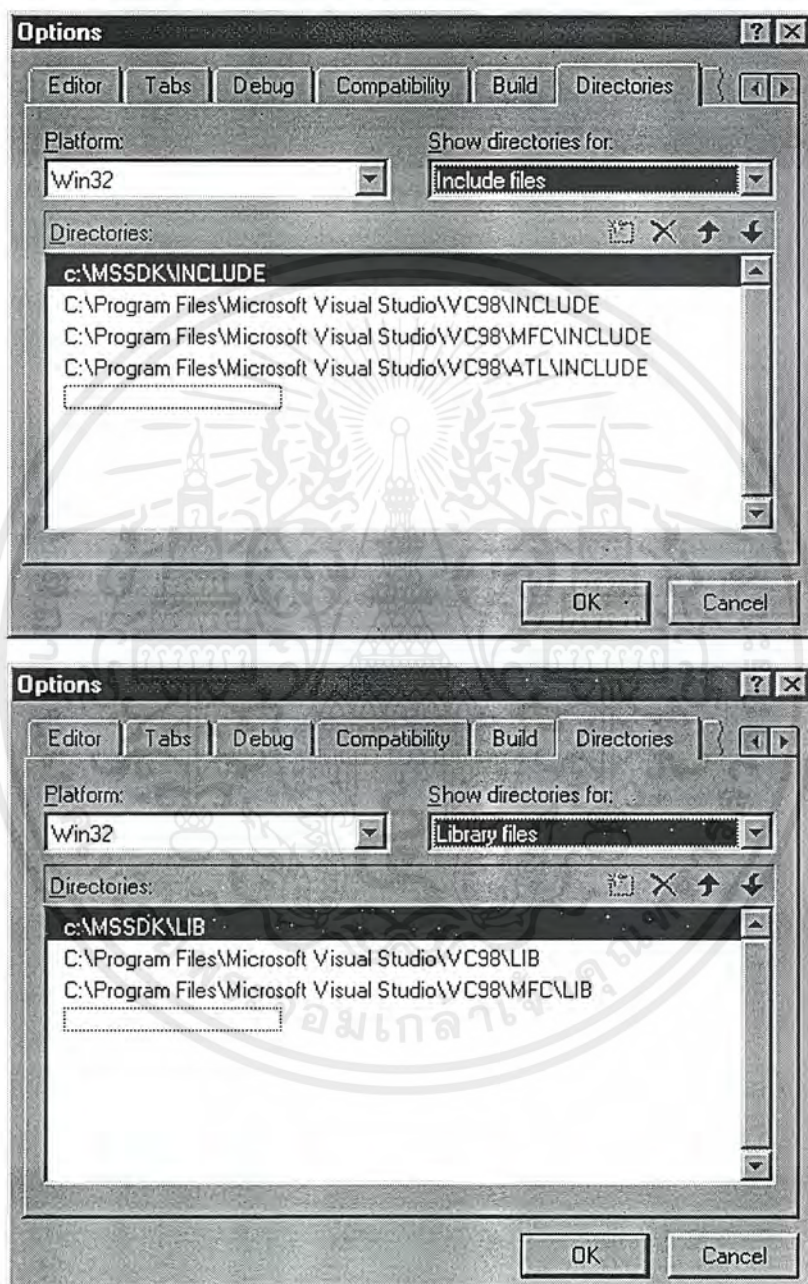 Options
Editor Tabs Debug Compatibility Build Directories
Platform: Show directories for:
Win32 Include files
Directories:
c:\MSSDK\INCLUDE
C:\Program Files\Microsoft Visual Studio\VC98\INCLUDE
C:\Program Files\Microsoft Visual Studio\VC98\MFC\INCLUDE
C:\Program Files\Microsoft Visual Studio\VC98\ATL\INCLUDE
OK Cancel
Options
Editor Tabs Debug Compatibility Build Directories
Platform: Show directories for:
Win32 Library files
Directories:
c:\MSSDK\LIB
C:\Program Files\Microsoft Visual Studio\VC98\LIB
C:\Program Files\Microsoft Visual Studio\VC98\MFC\LIB
OK Cancel